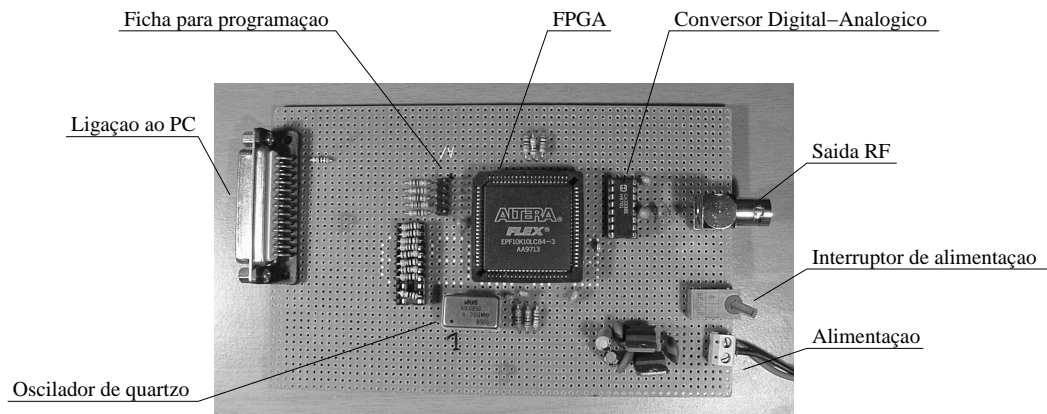 Ficha para programaçao
FPGA
Conversor Digital-Analogico
Ligaçao ao PC
Saida RF
ALTERA®
FLEX®
EPF10K10LC84-3
AA9713
Interruptor de alimentaçao
1
Alimentaçao
Oscilador de quartzo